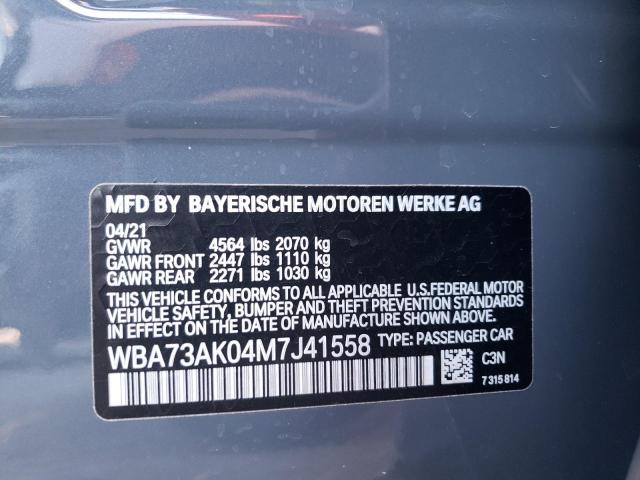 MFD BY BAYERISCHE MOTOREN WERKE AG
04/21
GVWR 4564 lbs 2070 kg
GAWR FRONT 2447 lbs 1110 kg
GAWR REAR 2271 lbs 1030 kg
THIS VEHICLE CONFORMS TO ALL APPLICABLE U.S.FEDERAL MOTOR
VEHICLE SAFETY, BUMPER AND THEFT PREVENTION STANDARDS
IN EFFECT ON THE DATE OF MANUFACTURE SHOWN ABOVE.
WBA73AK04M7J41558 TYPE: PASSENGER CAR
C3N
7 315 814